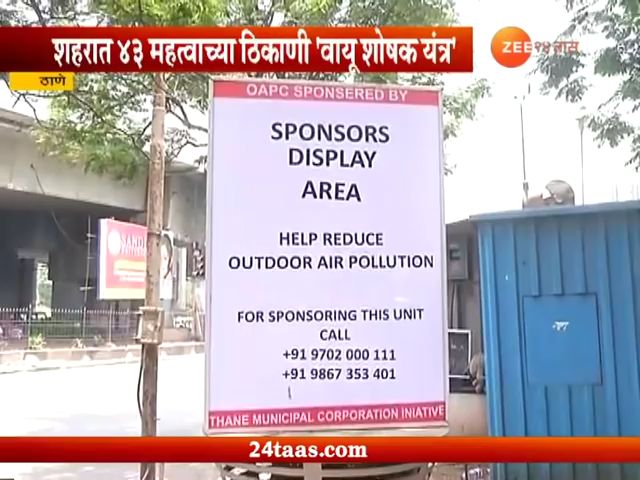 शहरात ४३ महत्वाच्या ठिकाणी 'वायू शोषक यंत्र'
ZEE २४ तास
ठाणे
OAPC SPONSERED BY
SPONSORS
DISPLAY
AREA
HELP REDUCE
OUTDOOR AIR POLLUTION
FOR SPONSORING THIS UNIT
CALL
+91 9702 000 111
+91 9867 353 401
THANE MUNICIPAL CORPORATION INIATIVE
24taas.com